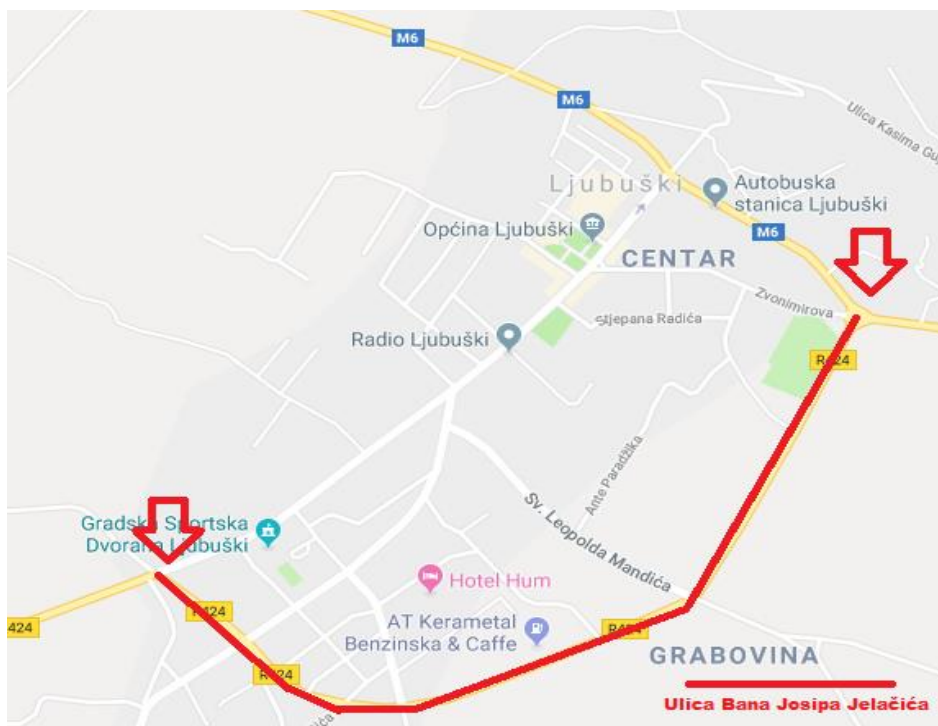 M6
M6
Ulica Kasima Gu
Ljubuški
Autobuska
stanica Ljubuški
Općina Ljubuški
M6
CENTAR
Zvonimirova
Stjepana Radića
Radio Ljubuški
R424
Ante Paradžika
Sv. Leopolda Mandića
Gradska Sportska
Dvorana Ljubuški
Hotel Hum
R424
424
AT Kerametal
Benzinska & Caffe
R424
R424
GRABOVINA
Ulica Bana Josipa Jelačića